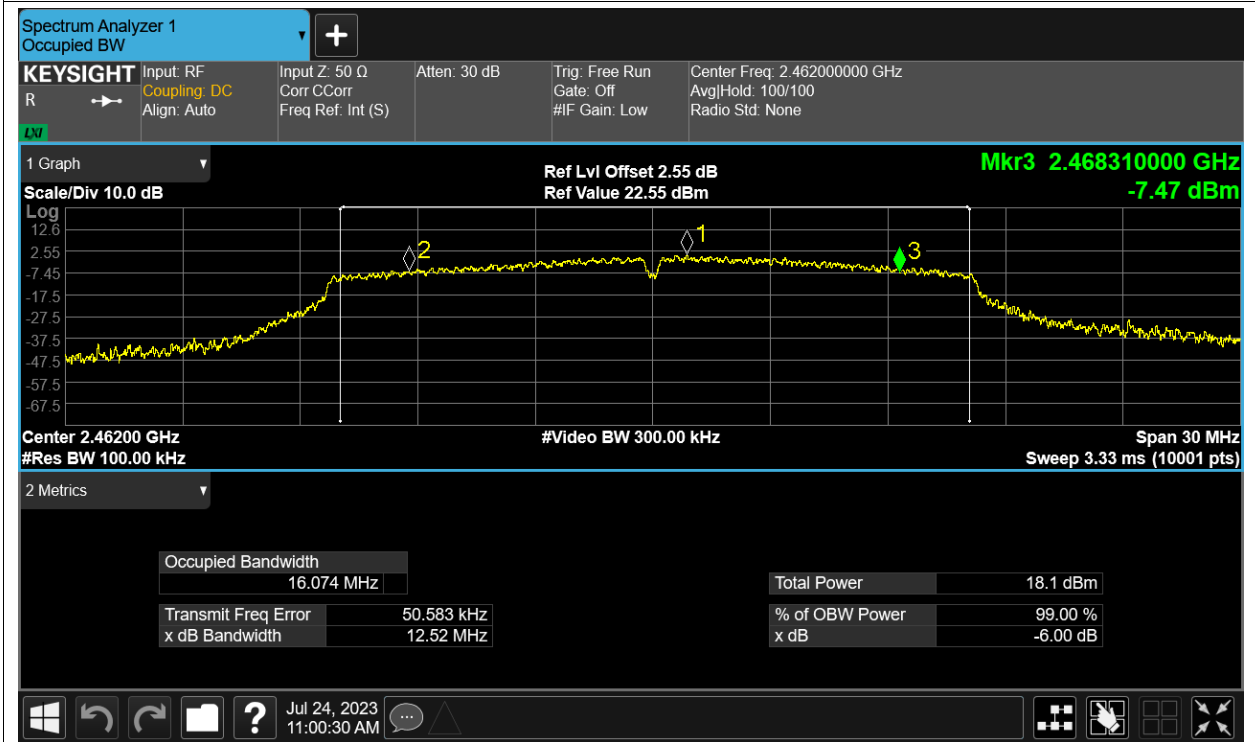 Spectrum Analyzer 1
Occupied BW
KEYSIGHT
R
LXI
Input: RF
Coupling: DC
Align: Auto
Input Z: 50 Ω
Corr CCorr
Freq Ref: Int (S)
Atten: 30 dB
Trig: Free Run
Gate: Off
#IF Gain: Low
Center Freq: 2.462000000 GHz
Avg|Hold: 100/100
Radio Std: None
1 Graph
Scale/Div 10.0 dB
Ref Lvl Offset 2.55 dB
Ref Value 22.55 dBm
Mkr3 2.468310000 GHz
-7.47 dBm
Log
12.6
2.55
-7.45
-17.5
-27.5
-37.5
-47.5
-57.5
-67.5
2
1
3
Center 2.46200 GHz
#Video BW 300.00 kHz
Span 30 MHz
#Res BW 100.00 kHz
Sweep 3.33 ms (10001 pts)
2 Metrics
Occupied Bandwidth
16.074 MHz
Transmit Freq Error 50.583 kHz
x dB Bandwidth 12.52 MHz
Total Power 18.1 dBm
% of OBW Power 99.00 %
x dB -6.00 dB
?
Jul 24, 2023
11:00:30 AM